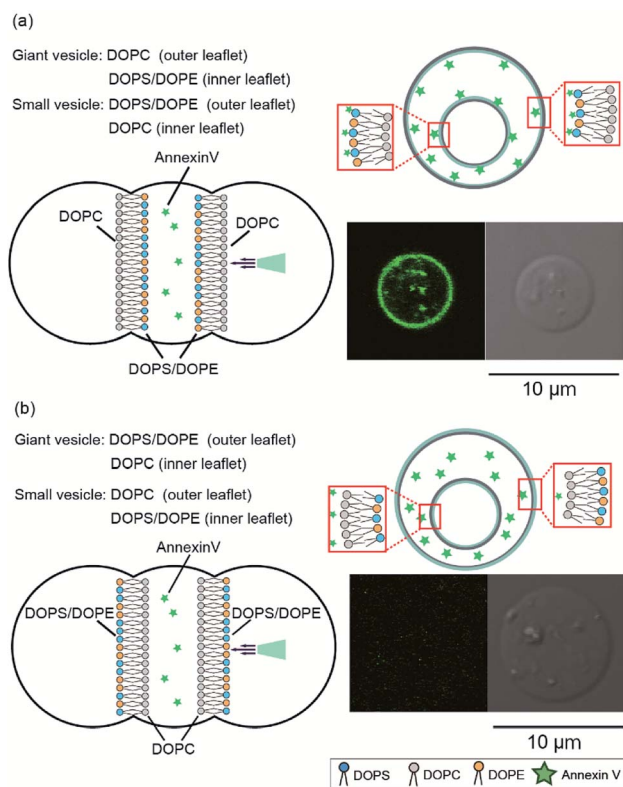 (a)
Giant vesicle: DOPC (outer leaflet)
DOPS/DOPE (inner leaflet)
Small vesicle: DOPS/DOPE (outer leaflet)
DOPC (inner leaflet)
AnnexinV
DOPC
DOPC
DOPS/DOPE
10 μm
(b)
Giant vesicle: DOPS/DOPE (outer leaflet)
DOPC (inner leaflet)
Small vesicle: DOPC (outer leaflet)
DOPS/DOPE (inner leaflet)
AnnexinV
DOPS/DOPE
DOPS/DOPE
DOPC
10 μm
DOPS DOPC DOPE Annexin V